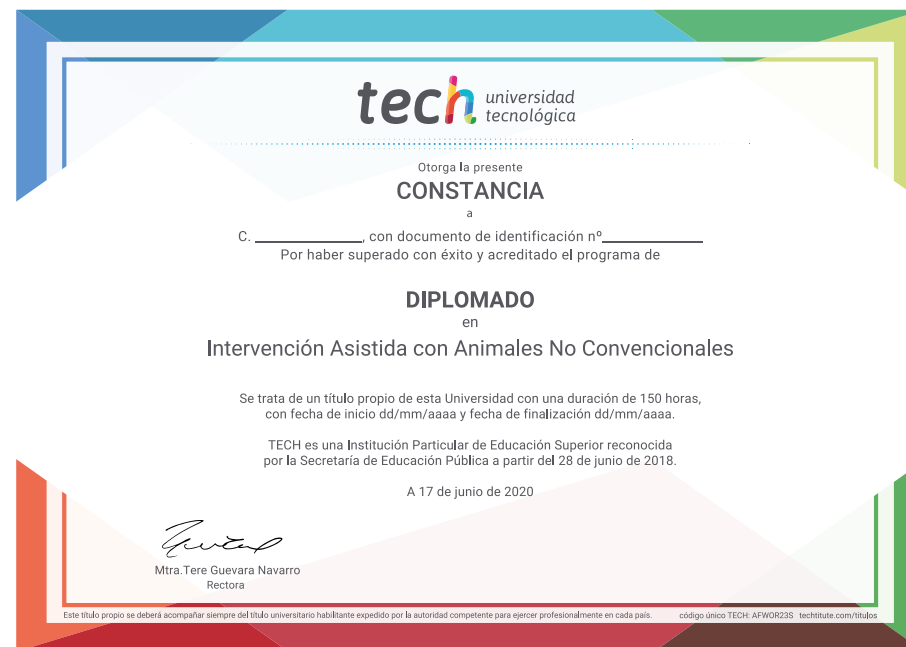 tech universidad
tecnológica
Otorga la presente
CONSTANCIA
a
C. ____________, con documento de identificación nº____________
Por haber superado con éxito y acreditado el programa de
DIPLOMADO
en
Intervención Asistida con Animales No Convencionales
Se trata de un título propio de esta Universidad con una duración de 150 horas,
con fecha de inicio dd/mm/aaaa y fecha de finalización dd/mm/aaaa.
TECH es una Institución Particular de Educación Superior reconocida
por la Secretaría de Educación Pública a partir del 28 de junio de 2018.
A 17 de junio de 2020
Mtra.Tere Guevara Navarro
Rectora
Este título propio se deberá acompañar siempre del título universitario habilitante expedido por la autoridad competente para ejercer profesionalmente en cada país. código único TECH: AFWOR23S techtitute.com/titulos